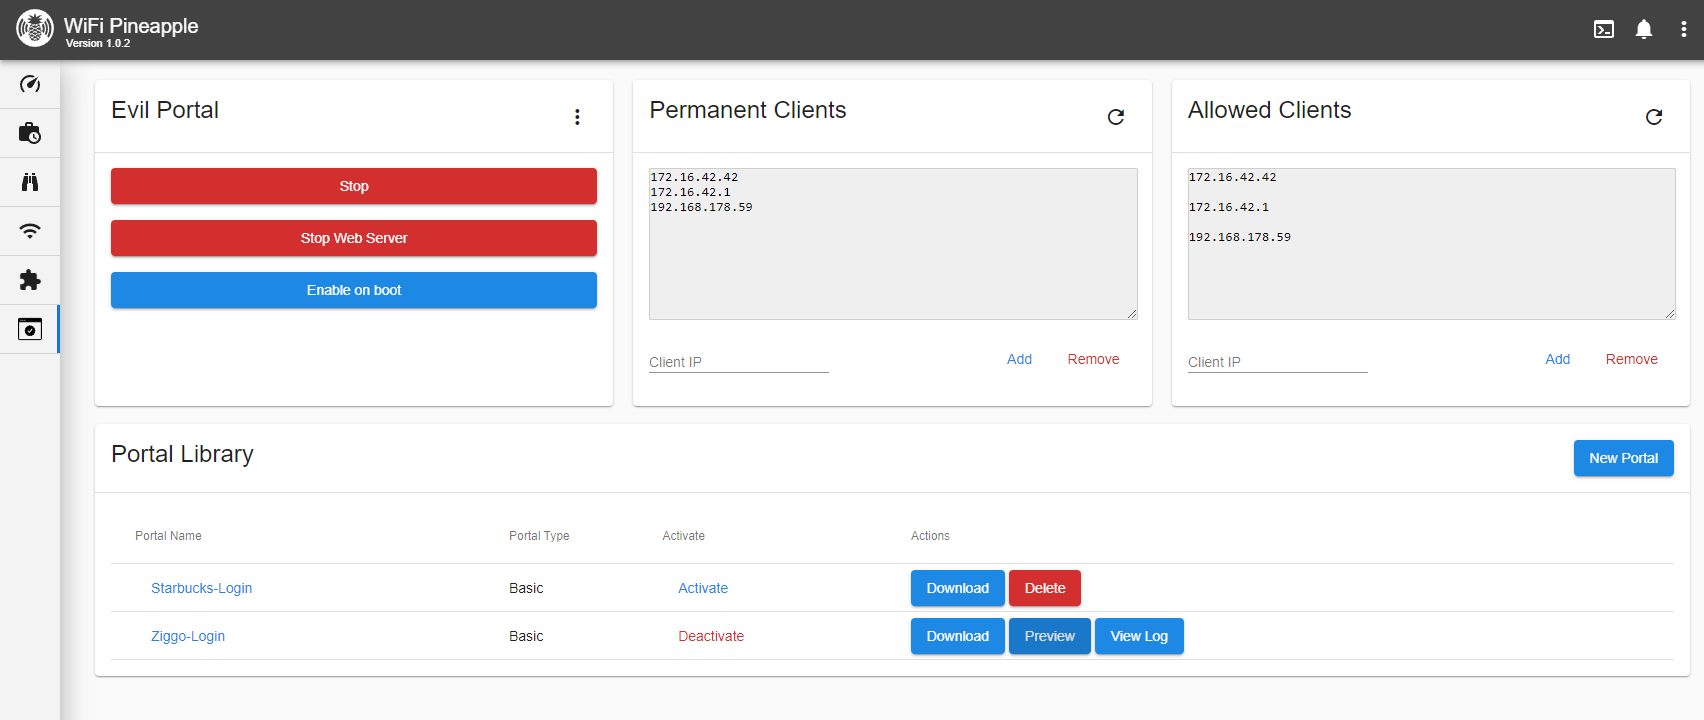 WiFi Pineapple
Version 1.0.2
Evil Portal
Stop
Stop Web Server
Enable on boot
Permanent Clients
172.16.42.42
172.16.42.1
192.168.178.59
Client IP
Add
Remove
Allowed Clients
172.16.42.42
172.16.42.1
192.168.178.59
Client IP
Add
Remove
Portal Library
New Portal
Portal Name Portal Type Activate Actions
Starbucks-Login Basic Activate Download Delete
Ziggo-Login Basic Deactivate Download Preview View Log